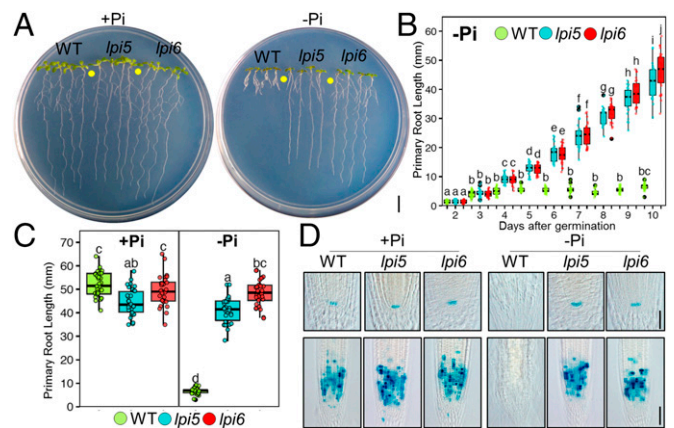 A
+Pi
-Pi
WT lpi5 lpi6
WT lpi5 lpi6
B
-Pi
WT lpi5 lpi6
Primary Root Length (mm)
60
50
40
30
20
10
0
a a a
b b b
b c c
b d d
b e e
b f f
b g g
b h h
bc i j
2 3 4 5 6 7 8 9 10
Days after germination
C
+Pi
-Pi
Primary Root Length (mm)
70
60
50
40
30
20
10
0
c ab c
d a bc
WT lpi5 lpi6
D
+Pi
-Pi
WT lpi5 lpi6
WT lpi5 lpi6